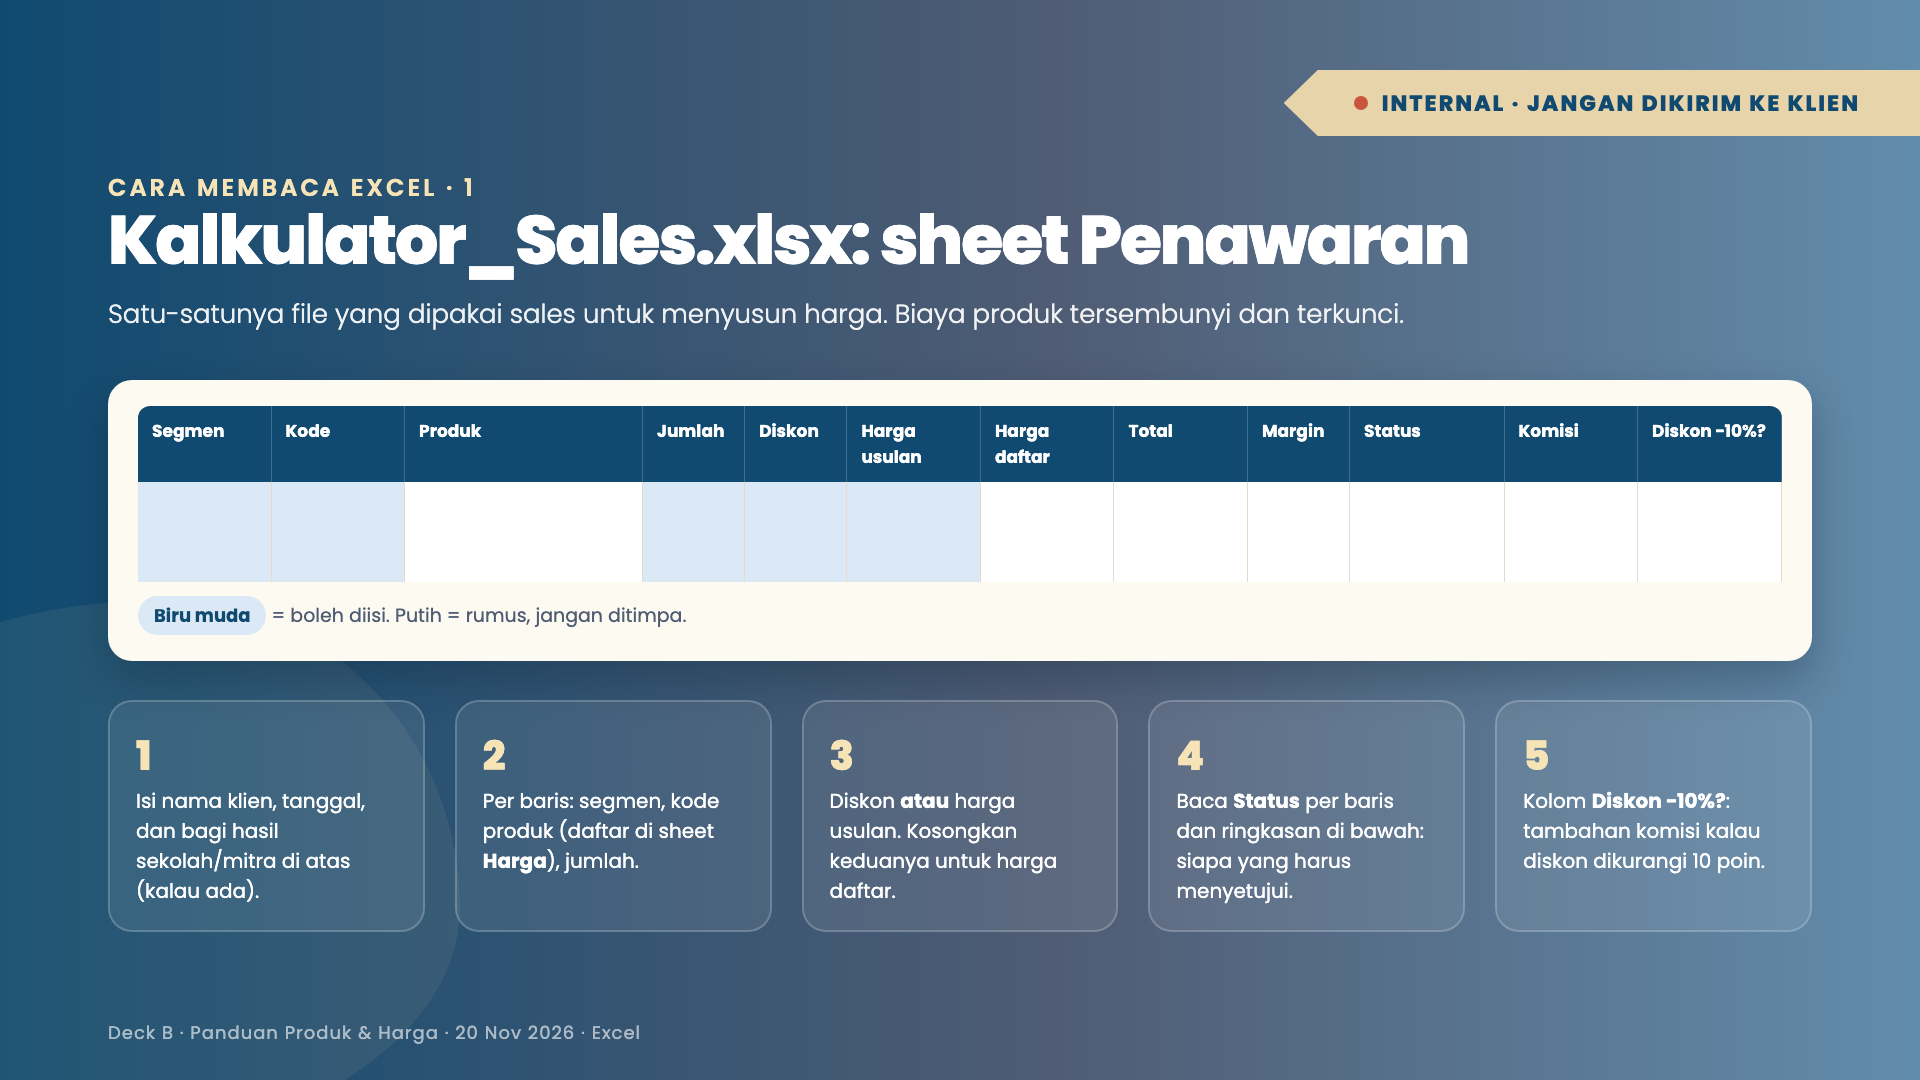 INTERNAL · JANGAN DIKIRIM KE KLIEN
CARA MEMBACA EXCEL · 1
Kalkulator_Sales.xlsx: sheet Penawaran
Satu-satunya file yang dipakai sales untuk menyusun harga. Biaya produk tersembunyi dan terkunci.
Segmen
Kode
Produk
Jumlah
Diskon
Harga
usulan
Harga
daftar
Total
Margin
Status
Komisi
Diskon -10%?
Biru muda = boleh diisi. Putih = rumus, jangan ditimpa.
1
Isi nama klien, tanggal,
dan bagi hasil
sekolah/mitra di atas
(kalau ada).
2
Per baris: segmen, kode
produk (daftar di sheet
Harga), jumlah.
3
Diskon atau harga
usulan. Kosongkan
keduanya untuk harga
daftar.
4
Baca Status per baris
dan ringkasan di bawah:
siapa yang harus
menyetujui.
5
Kolom Diskon -10%?:
tambahan komisi kalau
diskon dikurangi 10 poin.
Deck B · Panduan Produk & Harga · 20 Nov 2026 · Excel